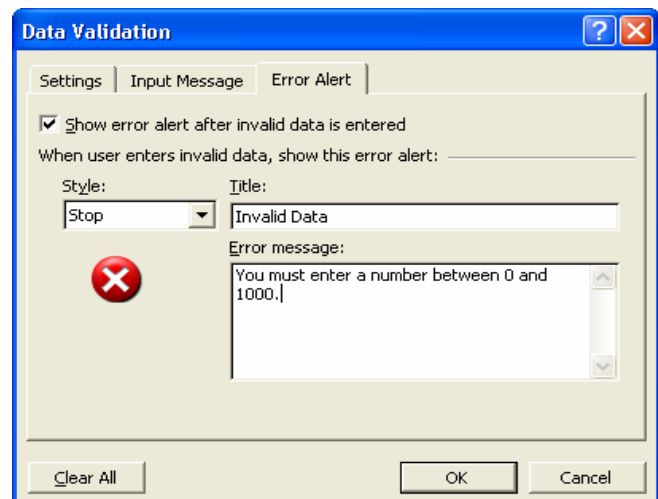 Data Validation
Settings Input Message Error Alert
Show error alert after invalid data is entered
When user enters invalid data, show this error alert:
Style: Title:
Stop Invalid Data
Error message:
You must enter a number between 0 and
1000.
Clear All OK Cancel